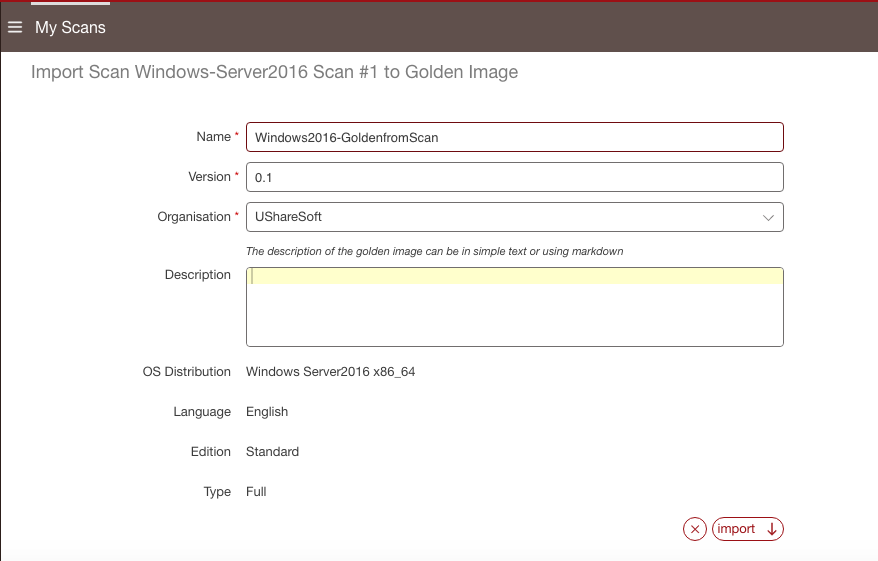 My Scans
Import Scan Windows-Server2016 Scan #1 to Golden Image
Name * Windows2016-GoldenfromScan
Version * 0.1
Organisation * UShareSoft
The description of the golden image can be in simple text or using markdown
Description
OS Distribution Windows Server2016 x86_64
Language English
Edition Standard
Type Full
import